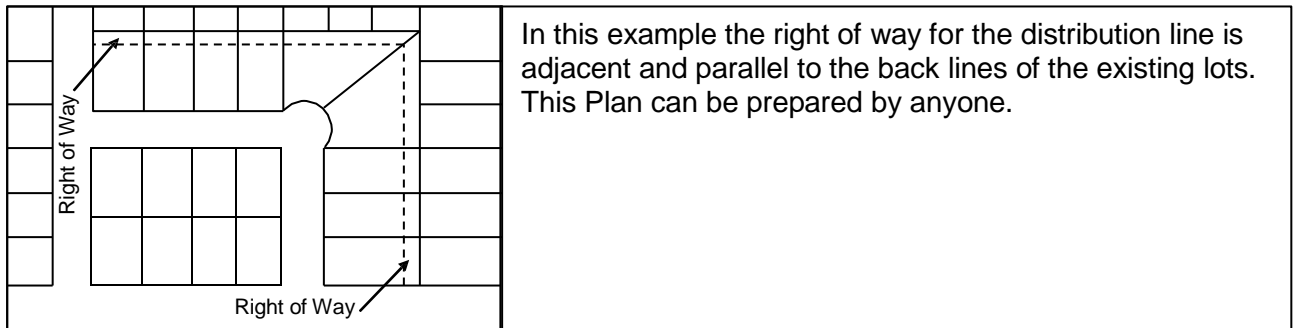 Right of Way
Right of Way
In this example the right of way for the distribution line is
adjacent and parallel to the back lines of the existing lots.
This Plan can be prepared by anyone.